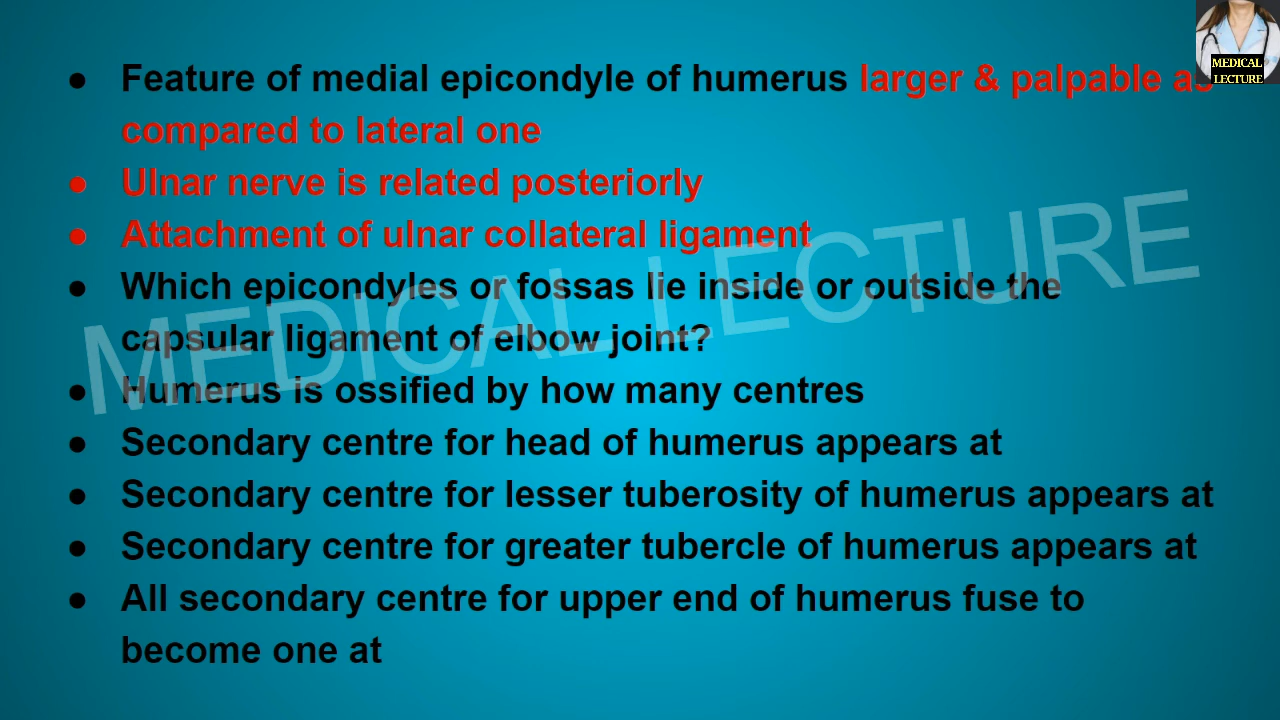 MEDICAL
LECTURE
● Feature of medial epicondyle of humerus larger & palpable as
compared to lateral one
● Ulnar nerve is related posteriorly
● Attachment of ulnar collateral ligament
● Which epicondyles or fossas lie inside or outside the
capsular ligament of elbow joint?
● Humerus is ossified by how many centres
● Secondary centre for head of humerus appears at
● Secondary centre for lesser tuberosity of humerus appears at
● Secondary centre for greater tubercle of humerus appears at
● All secondary centre for upper end of humerus fuse to
become one at
MEDICAL LECTURE